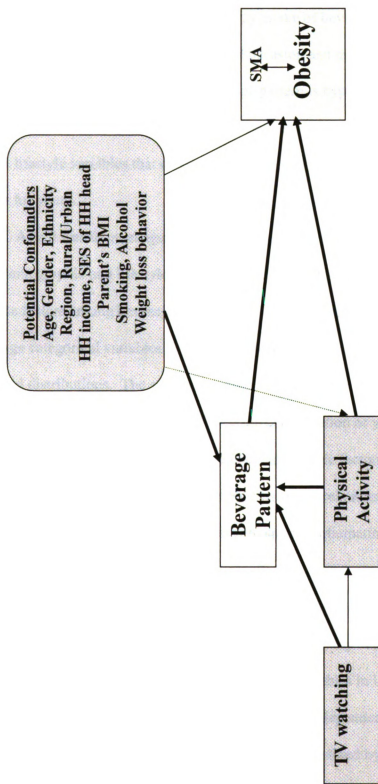 Potential Confounders
Age, Gender, Ethnicity
Region, Rural/Urban
HH income, SES of HH head
Parent's BMI
Smoking, Alcohol
Weight loss behavior
SMA
Obesity
Beverage
Pattern
Physical
Activity
TV watching